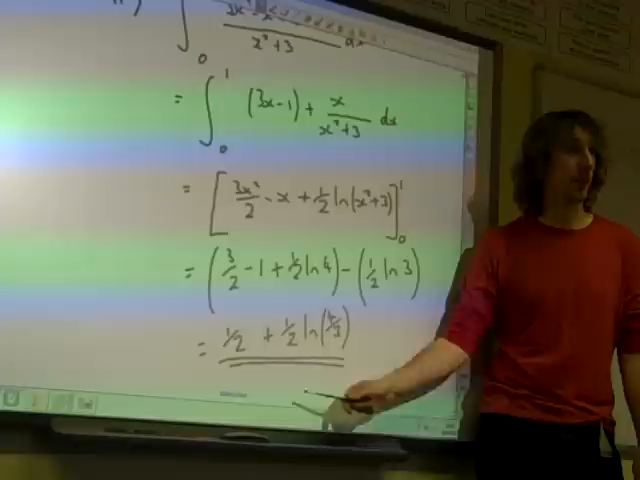 ∫₀¹ (3x-1) + x/(x²+3) dx
= [3x²/2 - x + 1/2 ln(x²+3)]₀¹
= (3/2 - 1 + 1/2 ln 4) - (1/2 ln 3)
= 1/2 + 1/2 ln(4/3)